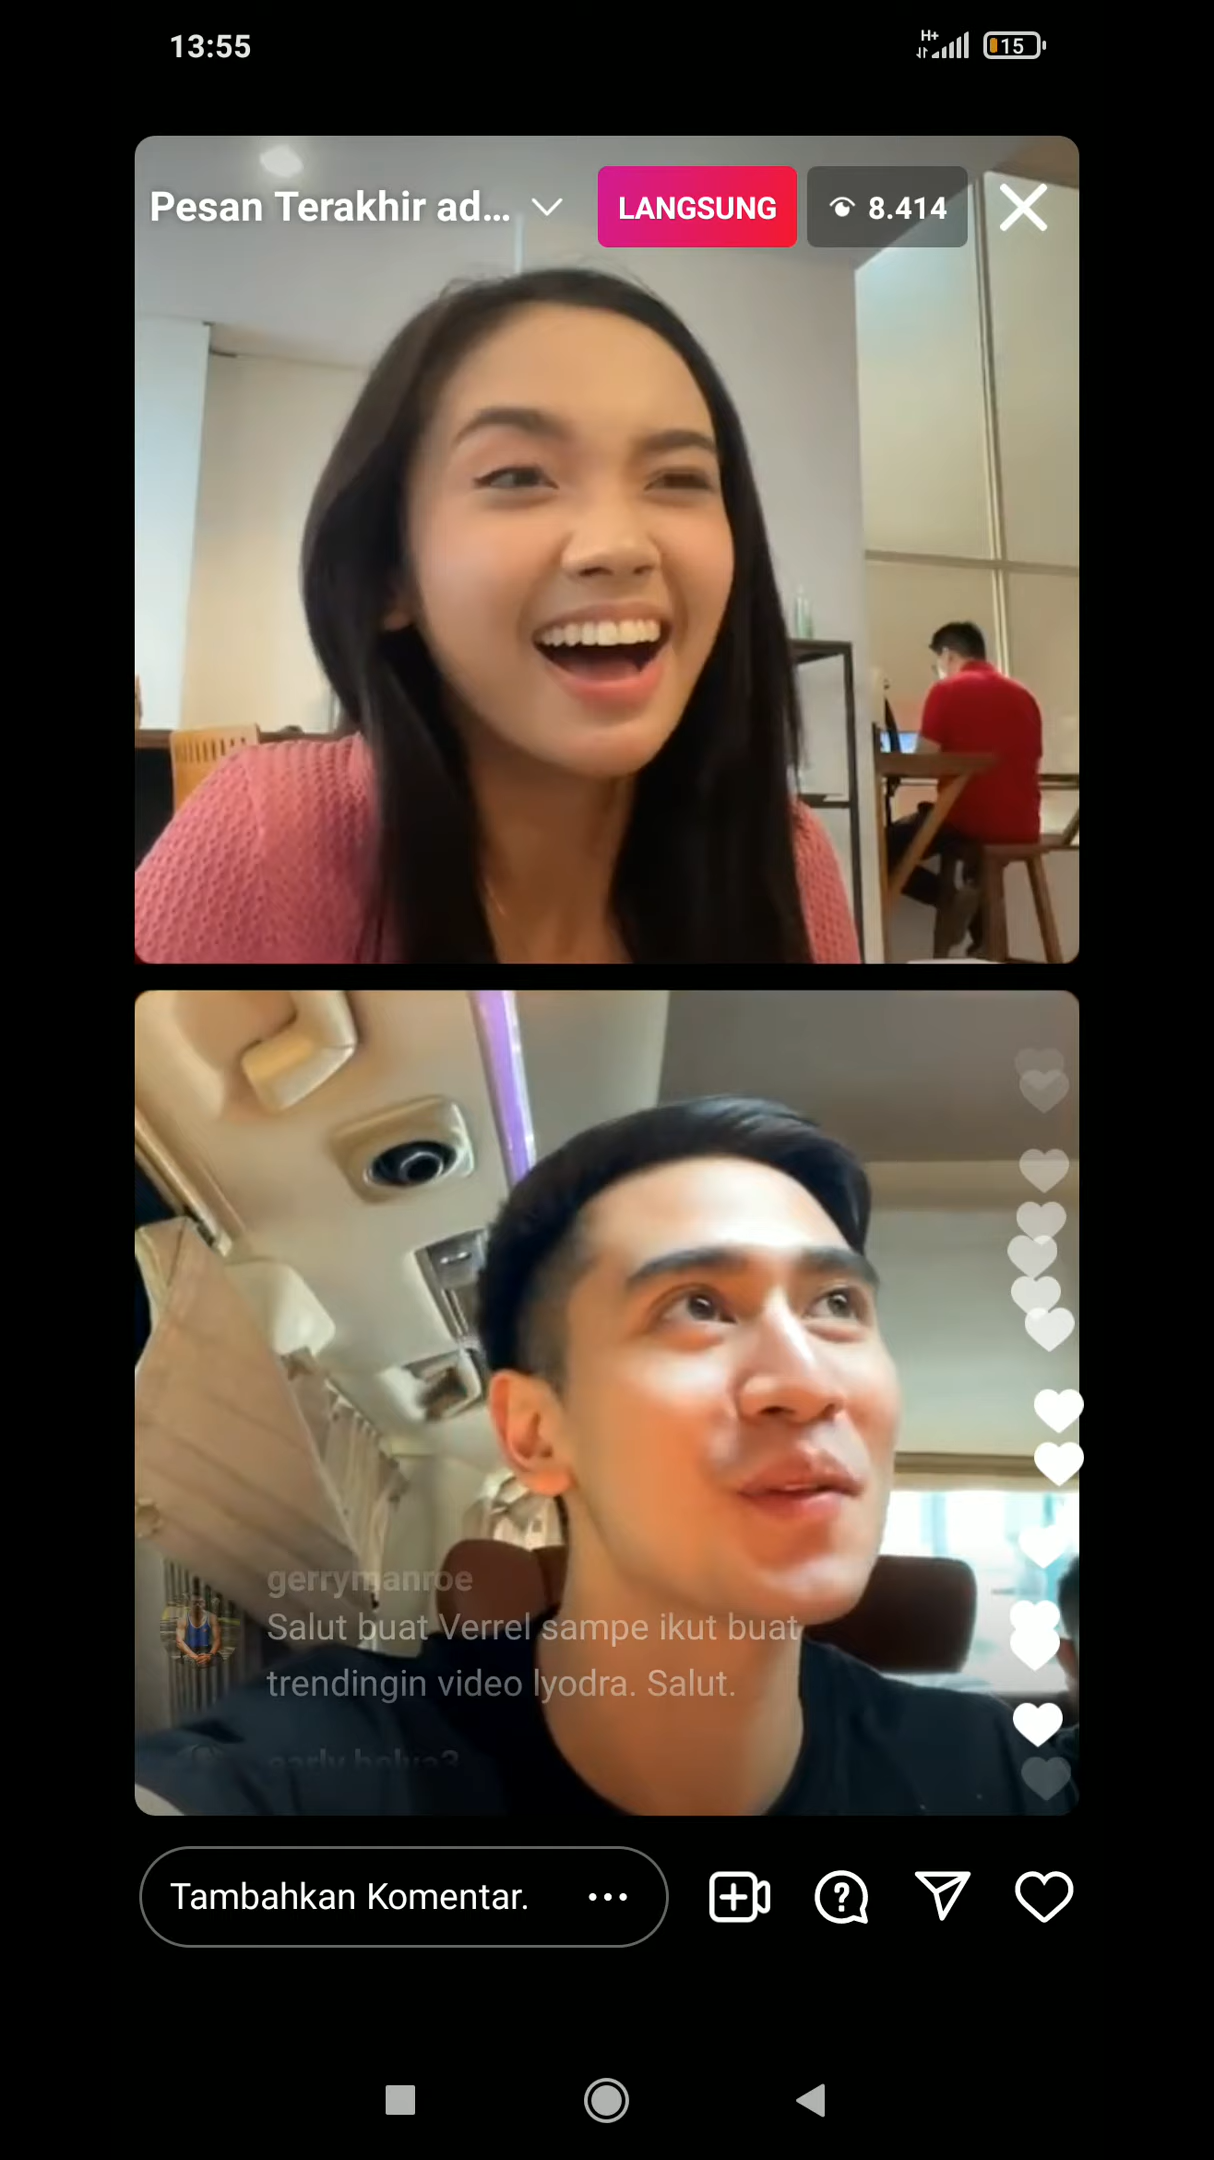 13:55
H+
15
Pesan Terakhir ad...
LANGSUNG
8.414
gerrymanroe
Salut buat Verrel sampe ikut buat
trendingin video lyodra. Salut.
Tambahkan Komentar.